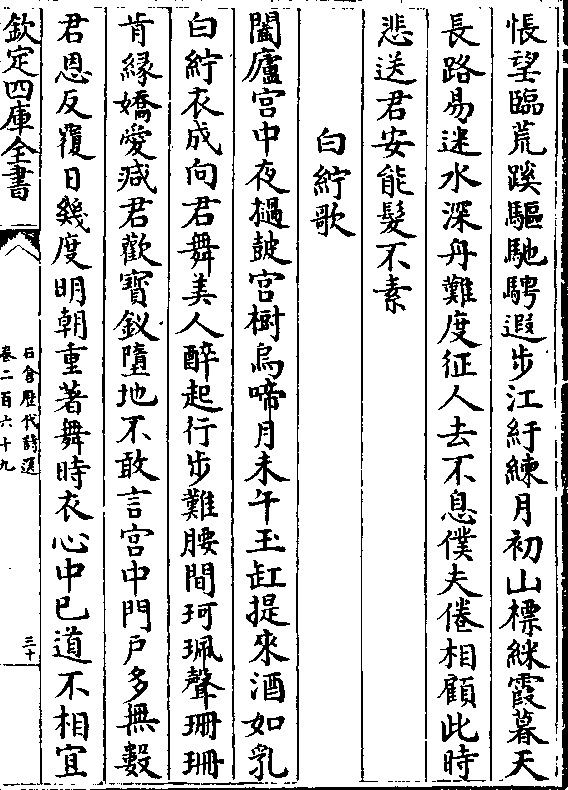 悵望臨荒蹊驅馳騁遐步江紆練月初山標綵霞暮天
長路易迷水深舟難度征人去不息僕夫倦相顧此時
悲送君安能髮不素
白紵歌
闔廬宮中夜撾鼓宮樹烏啼月未午玉缸提來酒如乳
白紵衣成向君舞美人醉起行步難腰間珂珮聲珊珊
肯緣嬌愛減君歡寳釵墮地不敢言宮中門戸多無數
君恩反覆日幾度明朝重著舞時衣心中已道不相宜
欽定四庫全書
石倉歷代詩選
卷二百六十九
三十